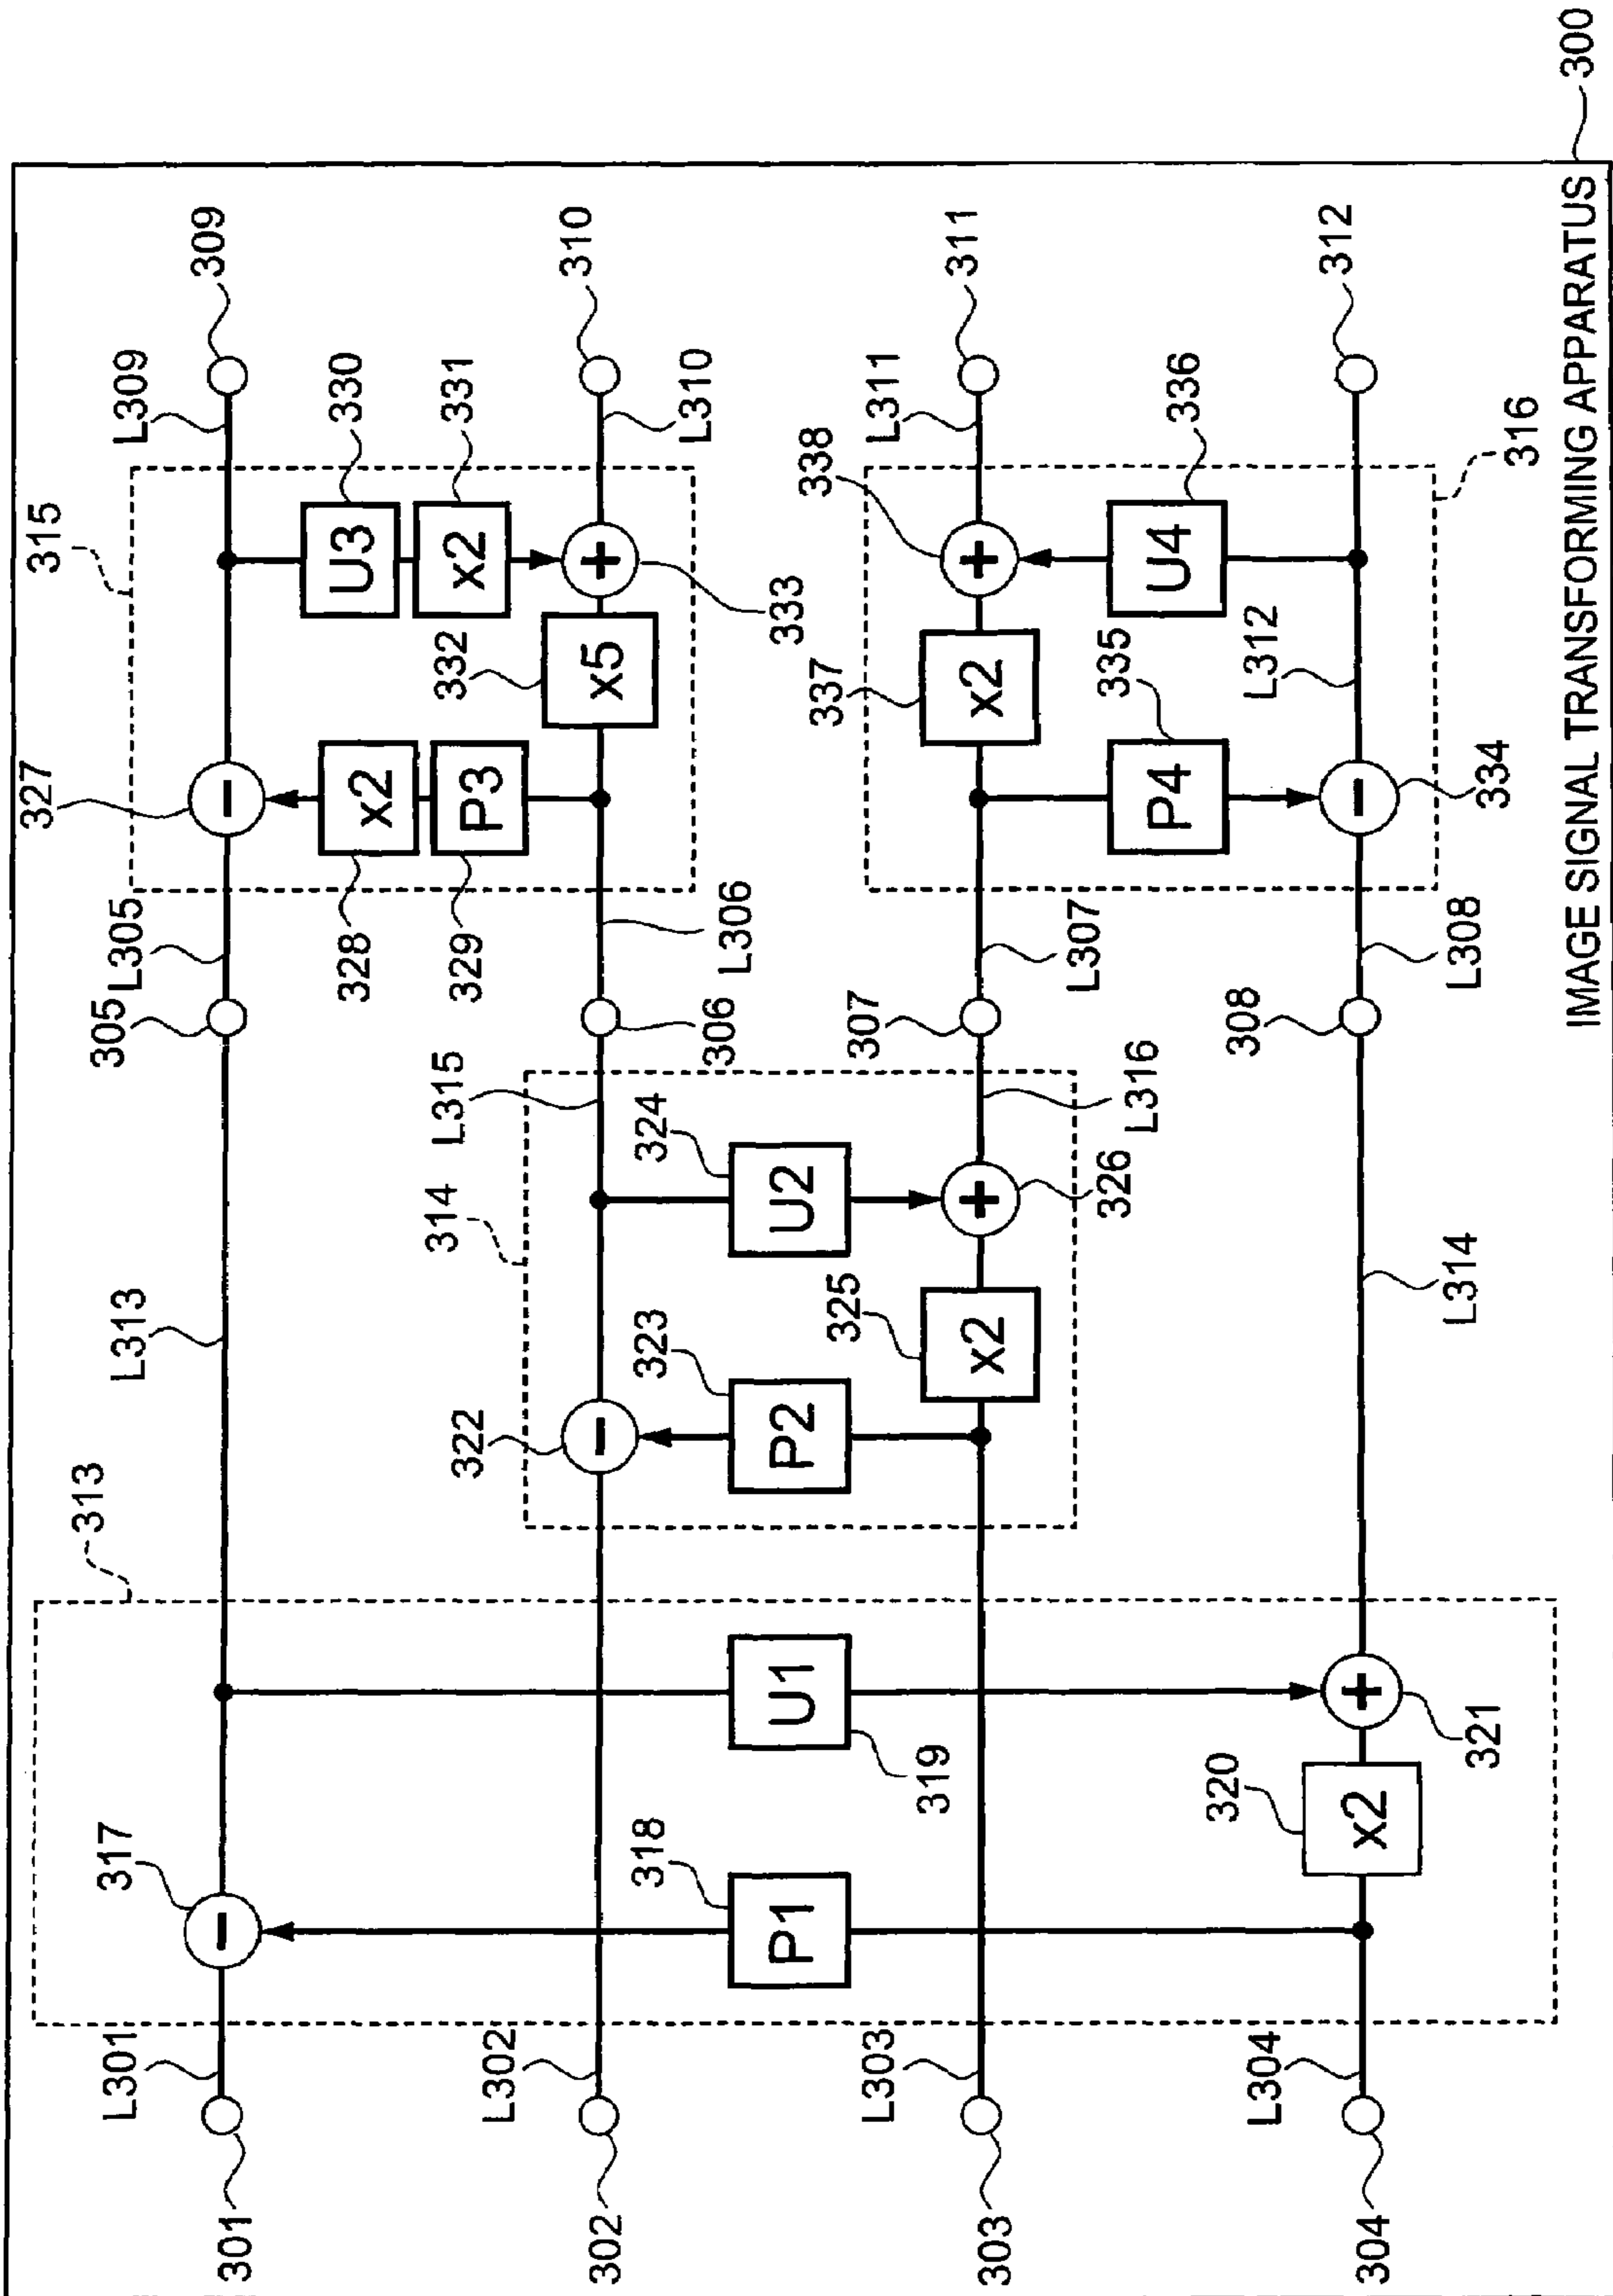 313
L301
317
L313
305
L305
327
315
L309
309
301
328
x2
U3
330
329
P3
x2
331
L302
322
314
L315
332
x5
310
302
306
L306
333
L310
318
P1
U1
319
323
P2
324
U2
L303
325
x2
326
L316
307
L307
337
x2
338
L311
311
303
335
P4
U4
336
L304
320
x2
321
L314
308
L308
334
L312
312
304
316
IMAGE SIGNAL TRANSFORMING APPARATUS
300